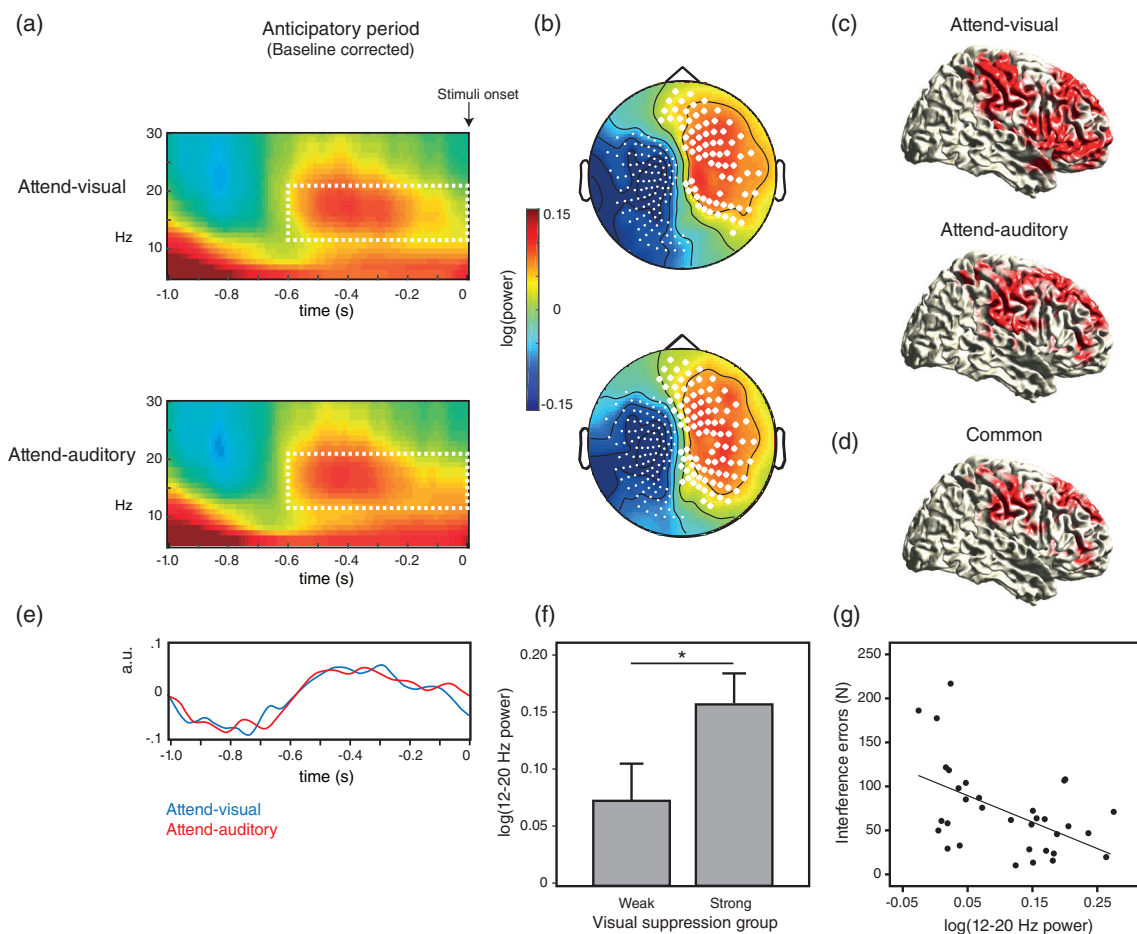 (a)
Anticipatory period
(Baseline corrected)
Stimuli onset
Attend-visual
Hz
30
20
10
-1.0 -0.8 -0.6 -0.4 -0.2 0
time (s)
Attend-auditory
Hz
30
20
10
-1.0 -0.8 -0.6 -0.4 -0.2 0
time (s)
log(power)
0.15
0
-0.15
(b)
(c)
Attend-visual
Attend-auditory
(d)
Common
(e)
a.u.
.1
0
-.1
-1 -0.8 -0.6 -0.4 -0.2 0
time (s)
Attend-visual
Attend-auditory
(f)
log(12-20 Hz power)
0.20
0.15
0.10
0.05
0
*
Weak Strong
Visual suppression group
(g)
Interference errors (N)
250
200
150
100
50
0
-0.05 0.05 0.15 0.25
log(12-20 Hz power)